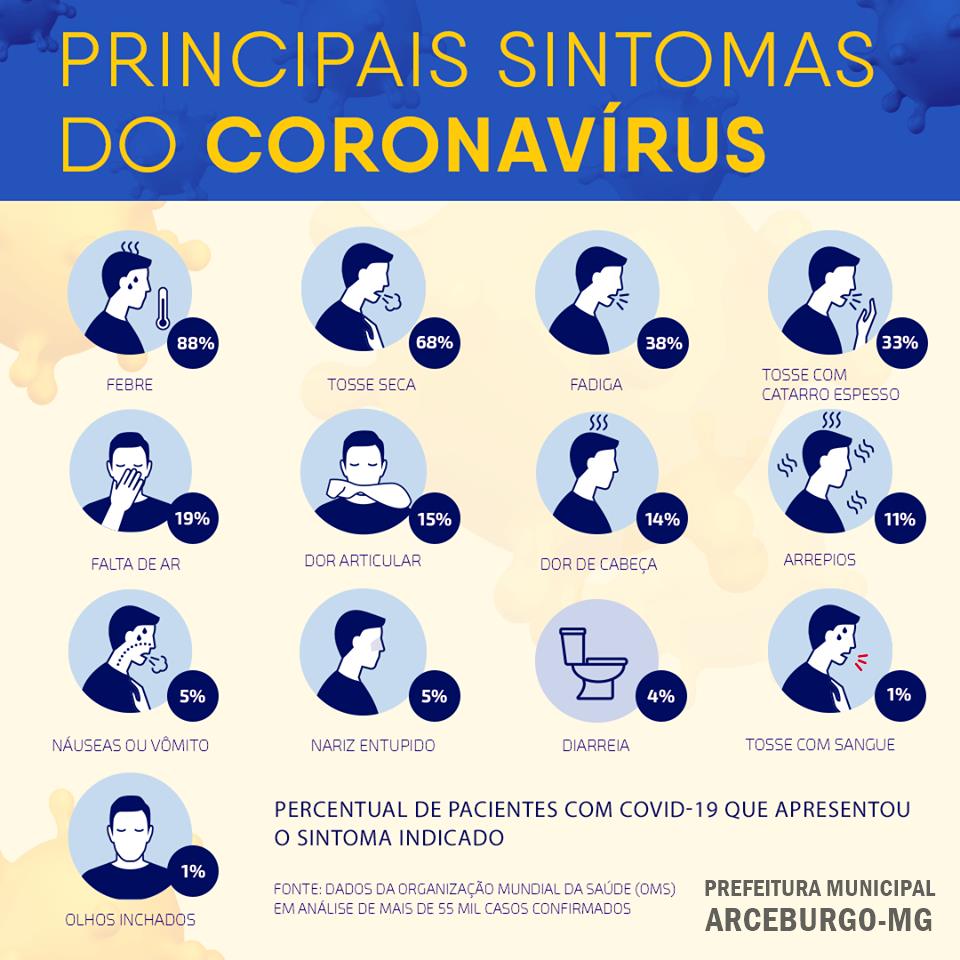 PRINCIPAIS SINTOMAS
DO CORONAVÍRUS
88%
FEBRE
68%
TOSSE SECA
38%
FADIGA
33%
TOSSE COM
CATARRO ESPESSO
19%
FALTA DE AR
15%
DOR ARTICULAR
14%
DOR DE CABEÇA
11%
ARREPIOS
5%
NÁUSEAS OU VÔMITO
5%
NARIZ ENTUPIDO
4%
DIARREIA
1%
TOSSE COM SANGUE
1%
OLHOS INCHADOS
PERCENTUAL DE PACIENTES COM COVID-19 QUE APRESENTOU
O SINTOMA INDICADO
FONTE: DADOS DA ORGANIZAÇÃO MUNDIAL DA SAÚDE (OMS)
EM ANÁLISE DE MAIS DE 55 MIL CASOS CONFIRMADOS
PREFEITURA MUNICIPAL
ARCEBURGO-MG